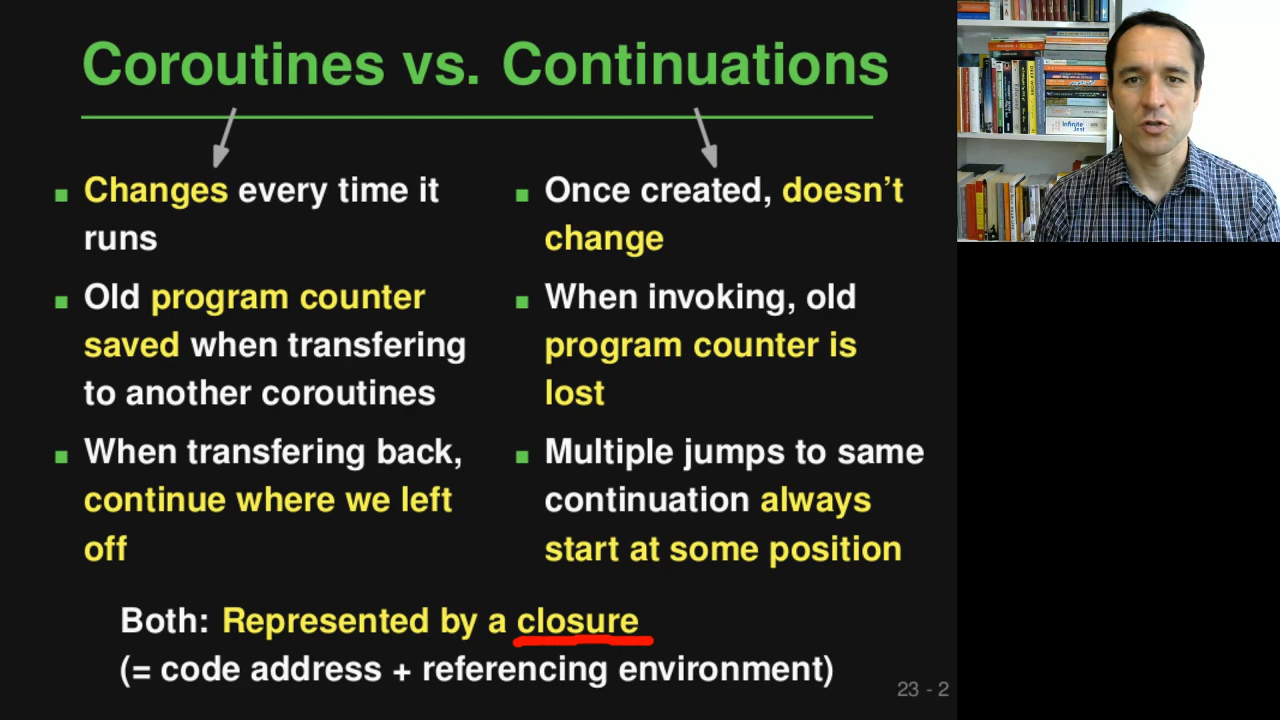 Coroutines vs. Continuations
Changes every time it
runs
Old program counter
saved when transfering
to another coroutines
When transfering back,
continue where we left
off
Once created, doesn't
change
When invoking, old
program counter is
lost
Multiple jumps to same
continuation always
start at some position
Both: Represented by a closure
(= code address + referencing environment)
23 - 2
Infinite
Jest